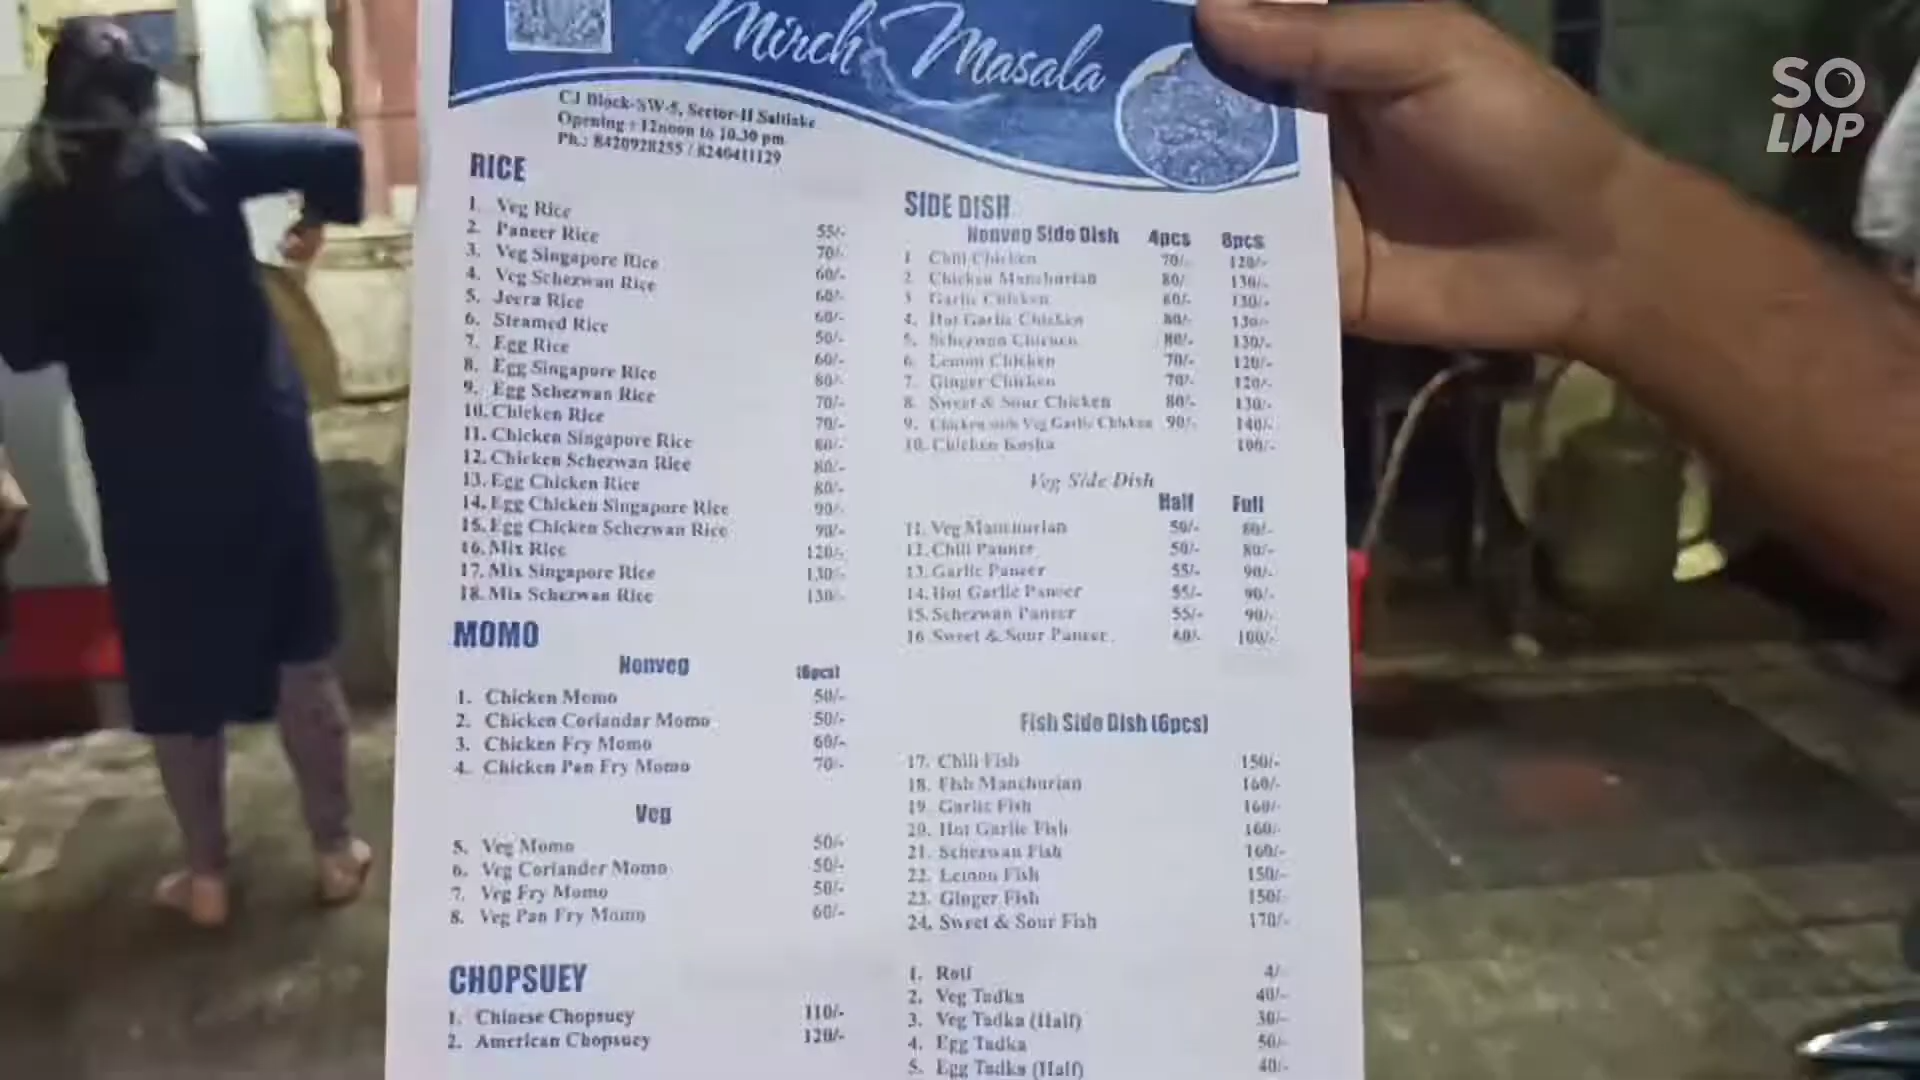 SO
LOOP
Mirch Masala
CJ Block-SW-5, Sector-II Saltlake
Opening : 12noon to 10.30 pm
Ph.: 8420928255 / 8240411129
RICE
1. Veg Rice 55/-
2. Paneer Rice 70/-
3. Veg Singapore Rice 60/-
4. Veg Schezwan Rice 60/-
5. Jeera Rice 60/-
6. Steamed Rice 50/-
7. Egg Rice 60/-
8. Egg Singapore Rice 80/-
9. Egg Schezwan Rice 70/-
10. Chicken Rice 70/-
11. Chicken Singapore Rice 80/-
12. Chicken Schezwan Rice 80/-
13. Egg Chicken Rice 80/-
14. Egg Chicken Singapore Rice 90/-
15. Egg Chicken Schezwan Rice 90/-
16. Mix Rice 120/-
17. Mix Singapore Rice 130/-
18. Mix Schezwan Rice 130/-
MOMO
Nonveg (6pcs)
1. Chicken Momo 50/-
2. Chicken Coriandar Momo 50/-
3. Chicken Fry Momo 60/-
4. Chicken Pan Fry Momo 70/-
Veg
5. Veg Momo 50/-
6. Veg Coriander Momo 50/-
7. Veg Fry Momo 50/-
8. Veg Pan Fry Momo 60/-
CHOPSUEY
1. Chinese Chopsuey 110/-
2. American Chopsuey 120/-
SIDE DISH
Nonveg Side Dish 4pcs 8pcs
1. Chili Chicken 70/- 120/-
2. Chicken Manchurian 80/- 130/-
3. Garlic Chicken 80/- 130/-
4. Hot Garlic Chicken 80/- 130/-
5. Schezwan Chicken 80/- 130/-
6. Lemon Chicken 70/- 120/-
7. Ginger Chicken 70/- 120/-
8. Sweet & Sour Chicken 80/- 130/-
9. Chicken with Veg Garlic Chicken 90/- 140/-
10. Chicken Kosha 100/-
Veg Side Dish
Half Full
11. Veg Manchurian 50/- 80/-
12. Chili Panner 50/- 80/-
13. Garlic Paneer 55/- 90/-
14. Hot Garlic Paneer 55/- 90/-
15. Schezwan Paneer 55/- 90/-
16. Sweet & Sour Paneer. 60/- 100/-
Fish Side Dish (6pcs)
17. Chili Fish 150/-
18. Fish Manchurian 160/-
19. Garlic Fish 160/-
20. Hot Garlic Fish 160/-
21. Schezwan Fish 160/-
22. Lemon Fish 150/-
23. Ginger Fish 150/-
24. Sweet & Sour Fish 170/-
1. Roti 4/-
2. Veg Tadka 40/-
3. Veg Tadka (Half) 30/-
4. Egg Tadka 50/-
5. Egg Tadka (Half) 40/-